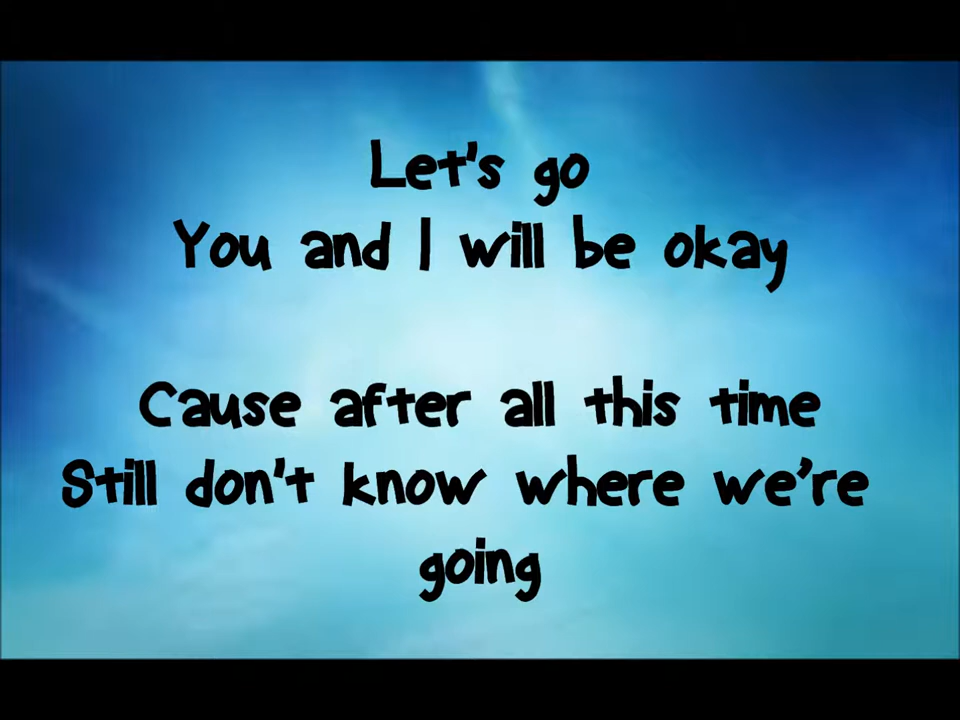 Let's go
You and I will be okay
Cause after all this time
Still don't know where we're
going